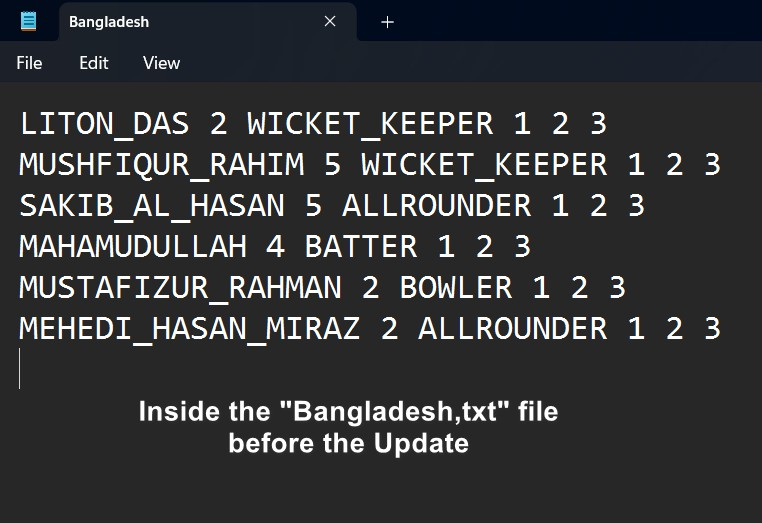 Bangladesh
File Edit View
LITON_DAS 2 WICKET_KEEPER 1 2 3
MUSHFIQUR_RAHIM 5 WICKET_KEEPER 1 2 3
SAKIB_AL_HASAN 5 ALLROUNDER 1 2 3
MAHAMUDULLAH 4 BATTER 1 2 3
MUSTAFIZUR_RAHMAN 2 BOWLER 1 2 3
MEHEDI_HASAN_MIRAZ 2 ALLROUNDER 1 2 3
Inside the "Bangladesh,txt" file
before the Update